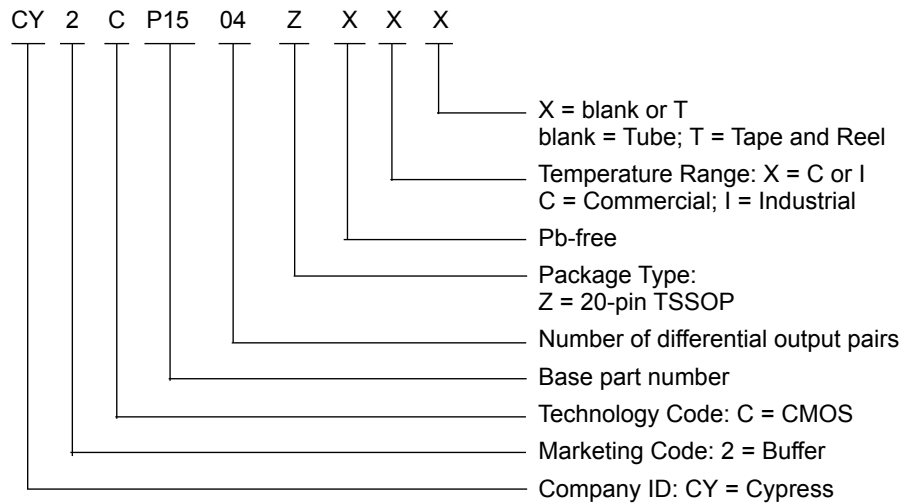 CY 2 C P15 04 Z X X X
X = blank or T
blank = Tube; T = Tape and Reel
Temperature Range: X = C or I
C = Commercial; I = Industrial
Pb-free
Package Type:
Z = 20-pin TSSOP
Number of differential output pairs
Base part number
Technology Code: C = CMOS
Marketing Code: 2 = Buffer
Company ID: CY = Cypress